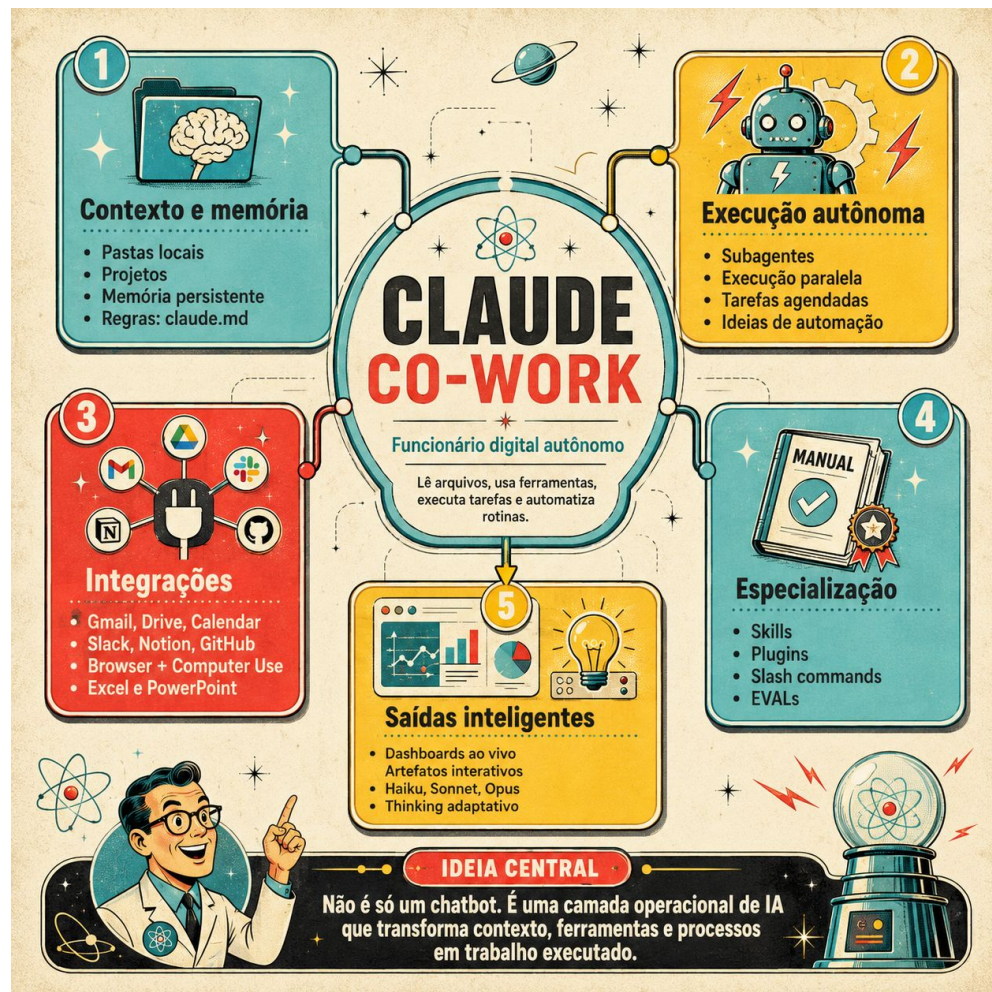 1
Contexto e memória
Pastas locais
Projetos
Memória persistente
Regras: claude.md
2
Execução autônoma
Subagentes
Execução paralela
Tarefas agendadas
Ideias de automação
CLAUDE
CO-WORK
Funcionário digital autônomo
Lê arquivos, usa ferramentas,
executa tarefas e automatiza
rotinas.
3
N
Integrações
Gmail, Drive, Calendar
Slack, Notion, GitHub
Browser + Computer Use
Excel e PowerPoint
4
MANUAL
Especialização
Skills
Plugins
Slash commands
EVALs
5
Saídas inteligentes
Dashboards ao vivo
Artefatos interativos
Haiku, Sonnet, Opus
Thinking adaptativo
IDEIA CENTRAL
Não é só um chatbot. É uma camada operacional de IA
que transforma contexto, ferramentas e processos
em trabalho executado.